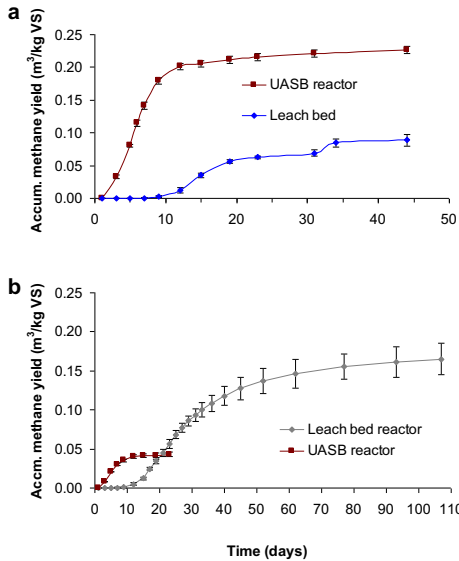 a
Accum. methane yield (m³/kg VS)
0.25
0.20
0.15
0.10
0.05
0.00
UASB reactor
Leach bed
0 10 20 30 40 50
b
Accm. methane yield (m³/kg VS)
0.25
0.20
0.15
0.10
0.05
0.00
Leach bed reactor
UASB reactor
0 10 20 30 40 50 60 70 80 90 100 110
Time (days)